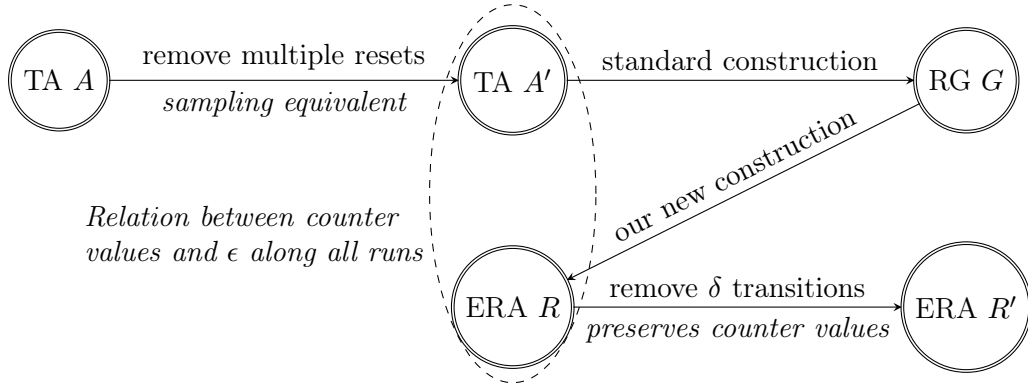 TA A
remove multiple resets
sampling equivalent
TA A′
standard construction
RG G
our new construction
Relation between counter
values and ϵ along all runs
ERA R
remove δ transitions
preserves counter values
ERA R′